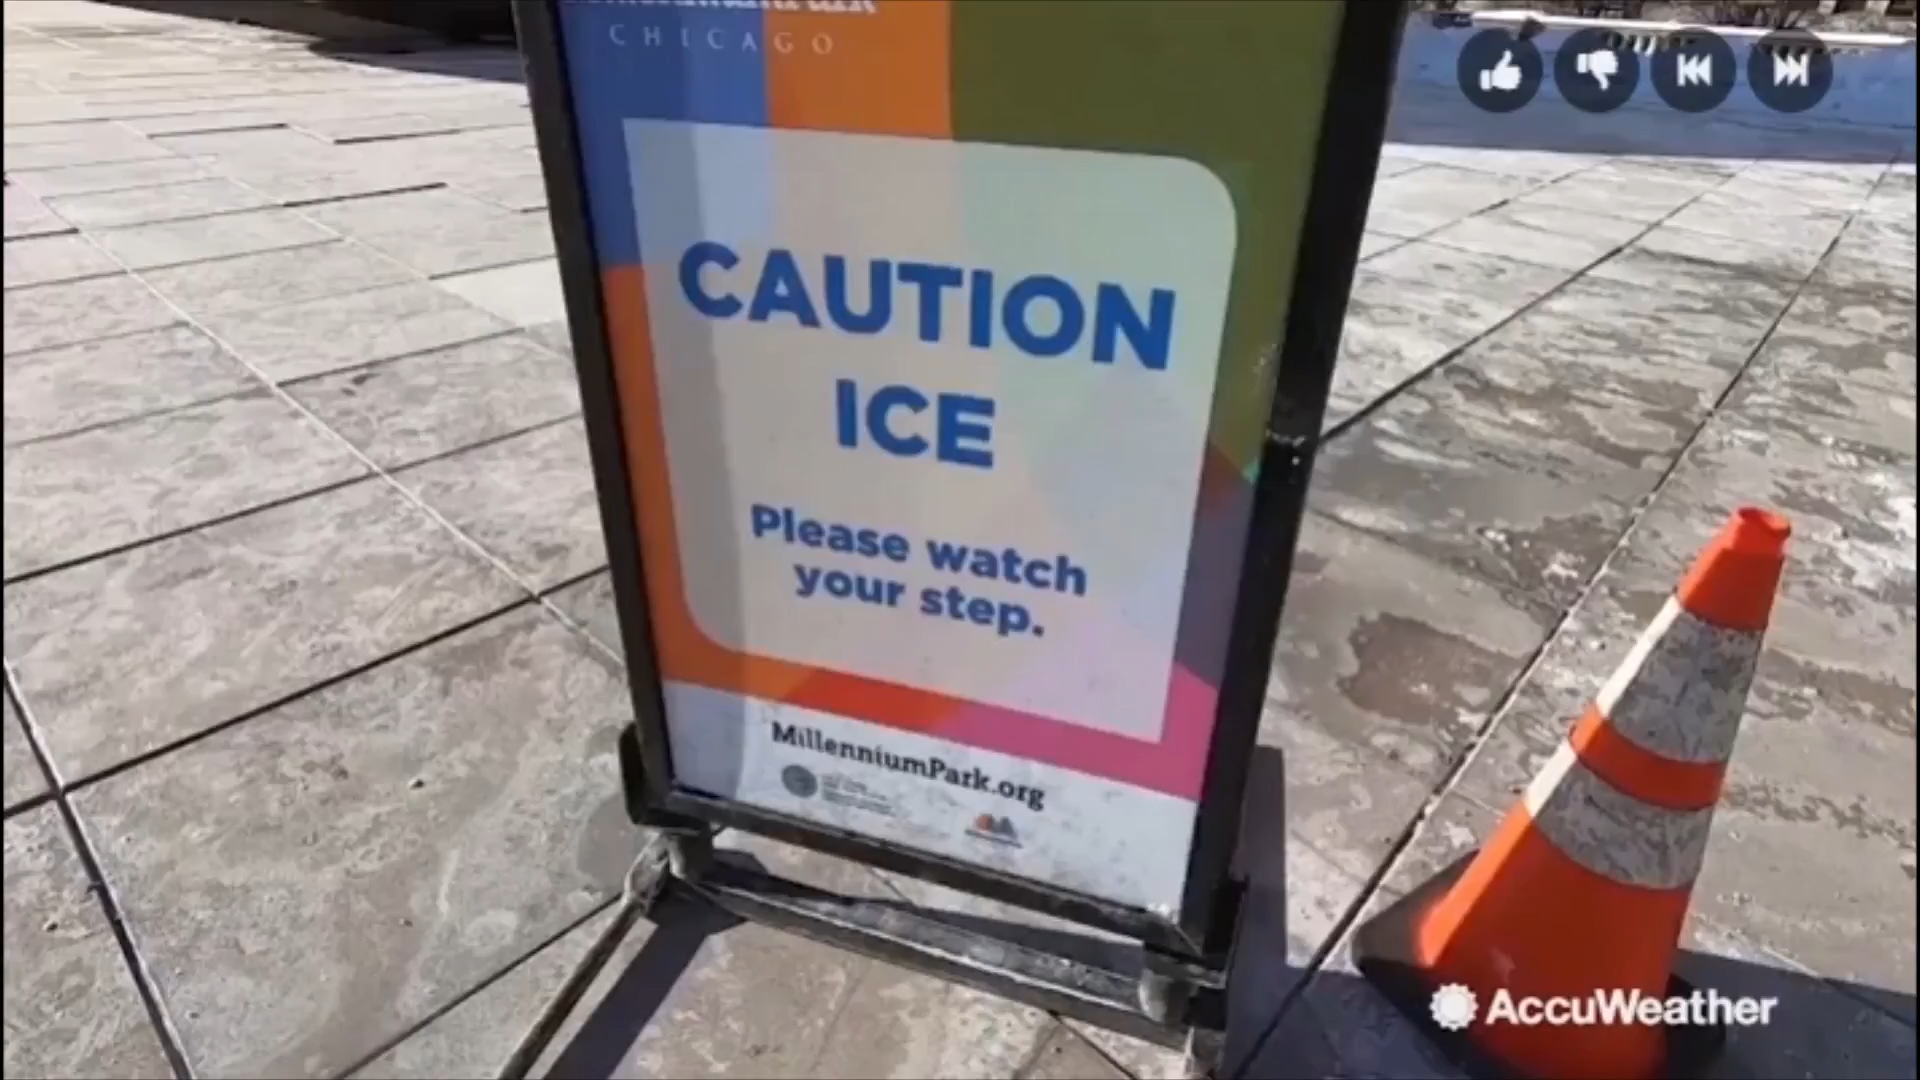 CHICAGO
CAUTION
ICE
Please watch
your step.
MillenniumPark.org
AccuWeather